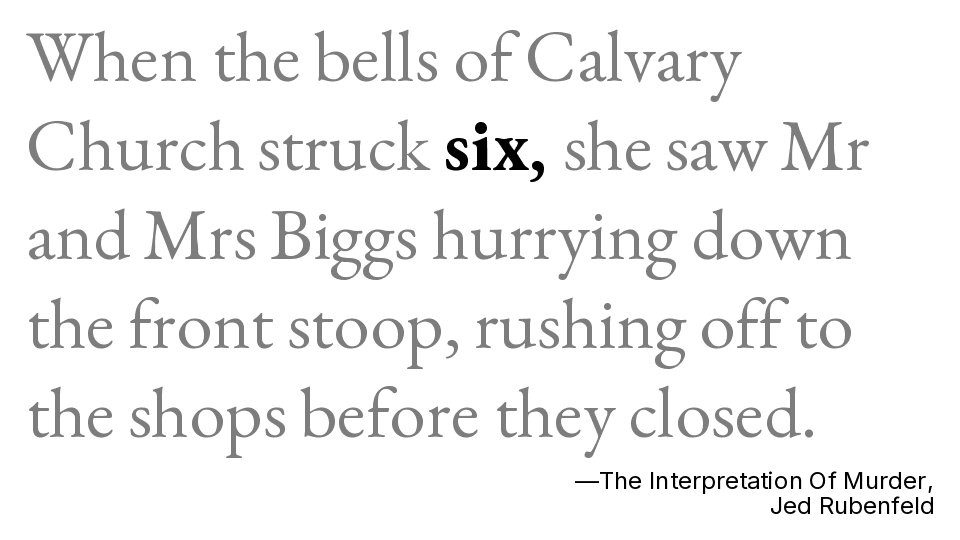 When the bells of Calvary
Church struck six, she saw Mr
and Mrs Biggs hurrying down
the front stoop, rushing off to
the shops before they closed.
—The Interpretation Of Murder,
Jed Rubenfeld